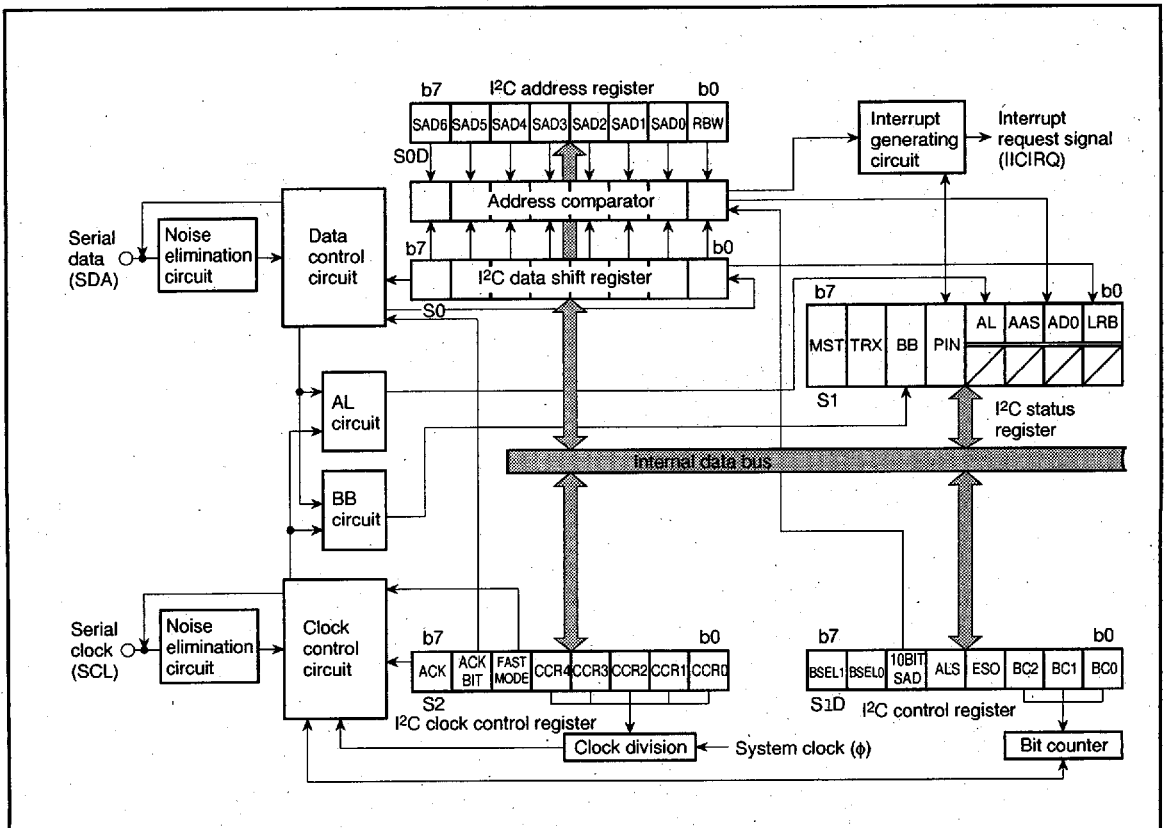 I²C address register
b7 b0
SAD6 SAD5 SAD4 SAD3 SAD2 SAD1 SAD0 RBW
S0D
Address comparator
b7 b0
I²C data shift register
S0
Interrupt
generating
circuit
Interrupt
request signal
(IICIRQ)
Serial
data
(SDA)
Noise
elimination
circuit
Data
control
circuit
b7 b0
MST TRX BB PIN AL AAS AD0 LRB
S1
I²C status
register
AL
circuit
Internal data bus
BB
circuit
Serial
clock
(SCL)
Noise
elimination
circuit
Clock
control
circuit
b7 b0
ACK ACK BIT FAST MODE CCR4 CCR3 CCR2 CCR1 CCR0
S2
I²C clock control register
Clock division
System clock (ϕ)
b7 b0
BSEL1 BSEL0 10BIT SAD ALS ESO BC2 BC1 BC0
S1D
I²C control register
Bit counter